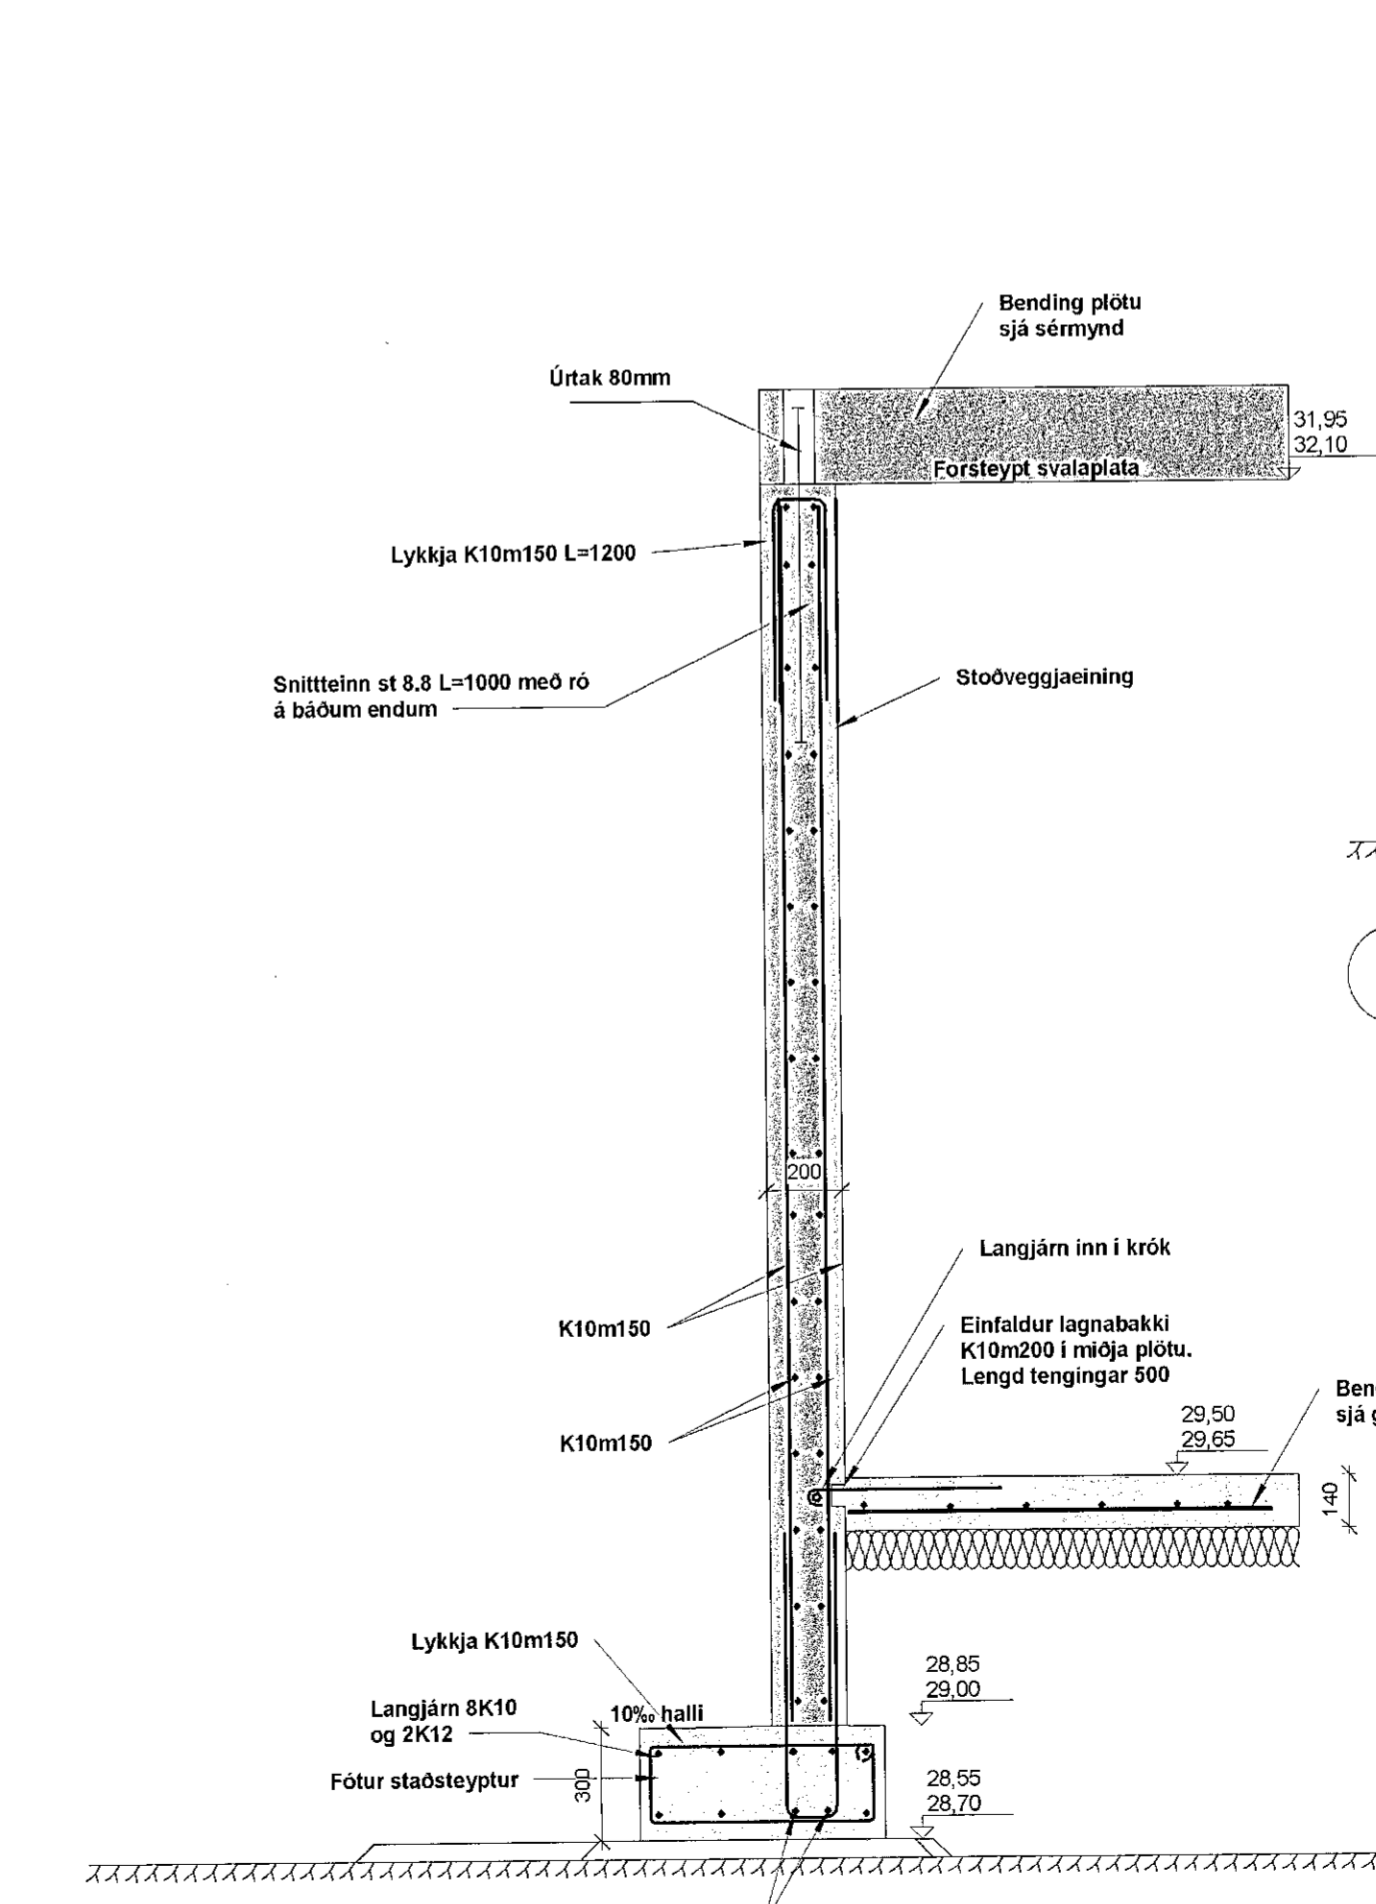 Bending plötu
sjá sérmynd
Úrtak 80mm
31,95
32,10
Forsteypt svalaplata
Lykkja K10m150 L=1200
Snittteinn st 8.8 L=1000 með ró
á báðum endum
Stoðveggjaeining
200
Langjárn inn í krók
K10m150
Einfaldur lagnabakki
K10m200 í miðja plötu.
Lengd tengingar 500
K10m150
29,50
29,65
sjá
140
Lykkja K10m150
28,85
29,00
Langjárn 8K10
og 2K12
10‰ halli
Fótur staðsteyptur
300
28,55
28,70